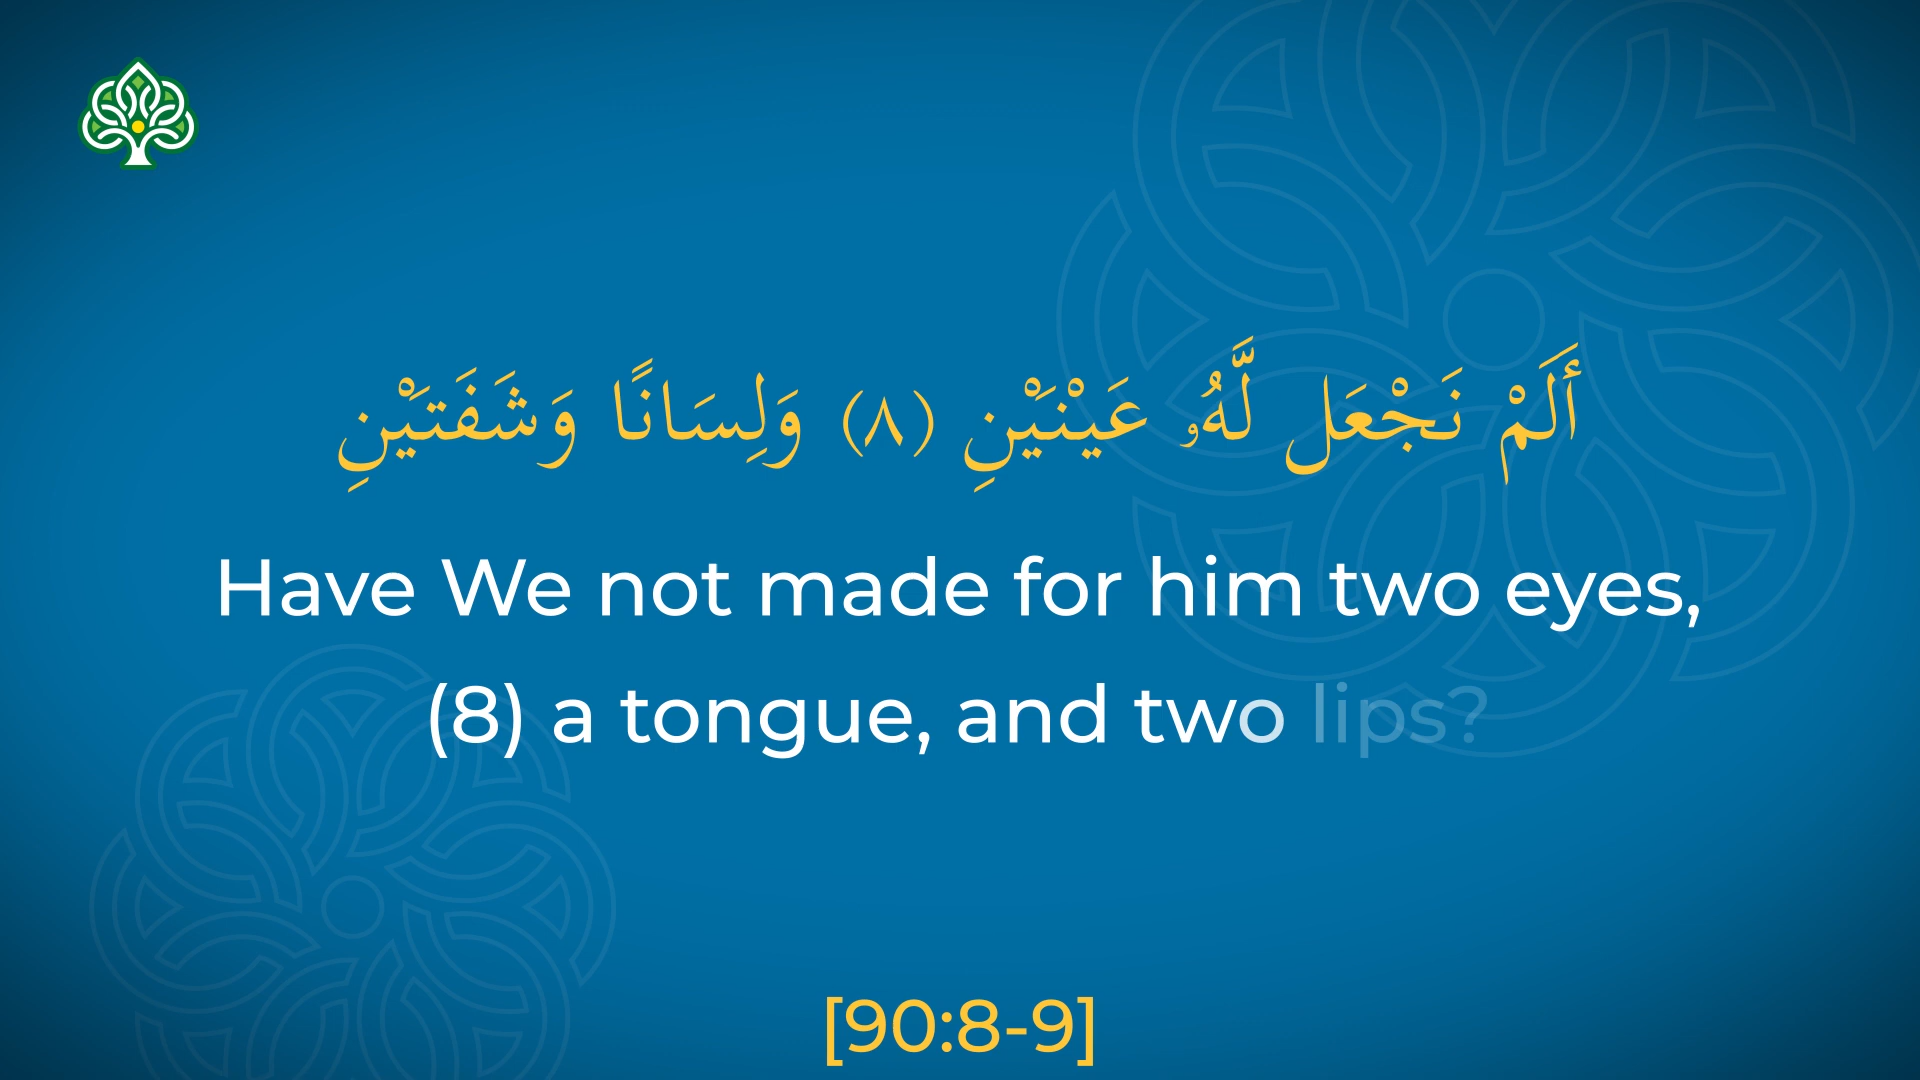 أَلَمْ نَجْعَل لَّهُۥ عَيْنَيْنِ (٨) وَلِسَانًا وَشَفَتَيْنِ
Have We not made for him two eyes,
(8) a tongue, and two lips?
[90:8-9]